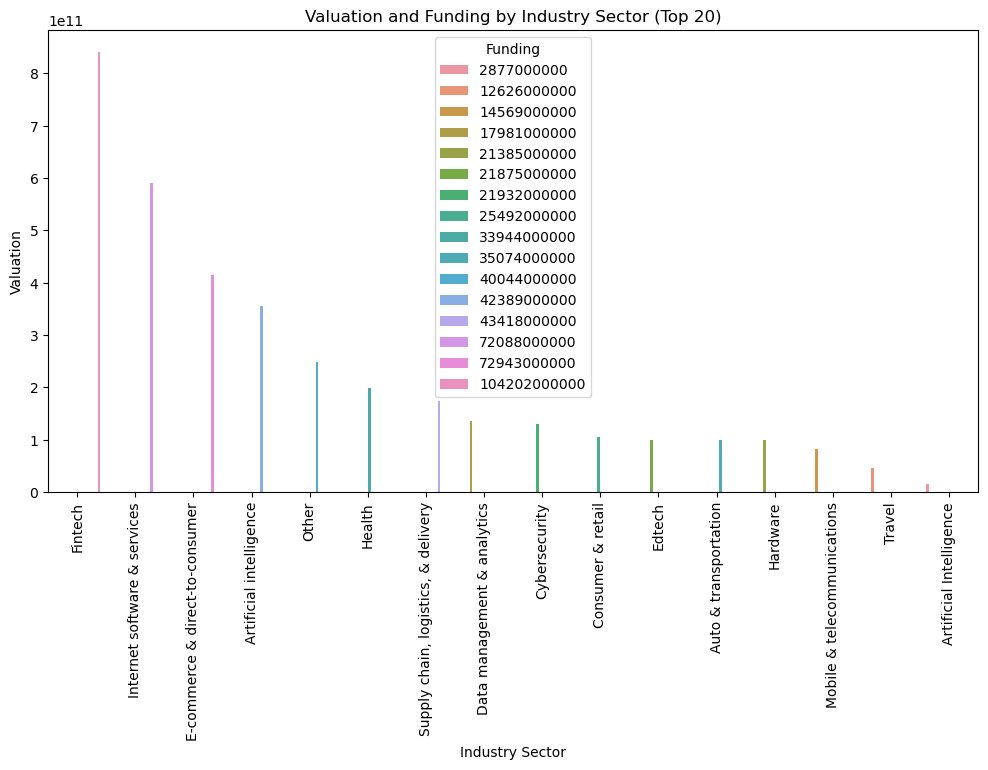 Valuation and Funding by Industry Sector (Top 20)
1e11
8
7
6
5
4
3
2
1
0
Valuation
Funding
2877000000
12626000000
14569000000
17981000000
21385000000
21875000000
21932000000
25492000000
33944000000
35074000000
40044000000
42389000000
43418000000
72088000000
72943000000
104202000000
Fintech
Internet software & services
E-commerce & direct-to-consumer
Artificial intelligence
Other
Health
Supply chain, logistics, & delivery
Data management & analytics
Cybersecurity
Consumer & retail
Edtech
Auto & transportation
Hardware
Mobile & telecommunications
Travel
Artificial Intelligence
Industry Sector